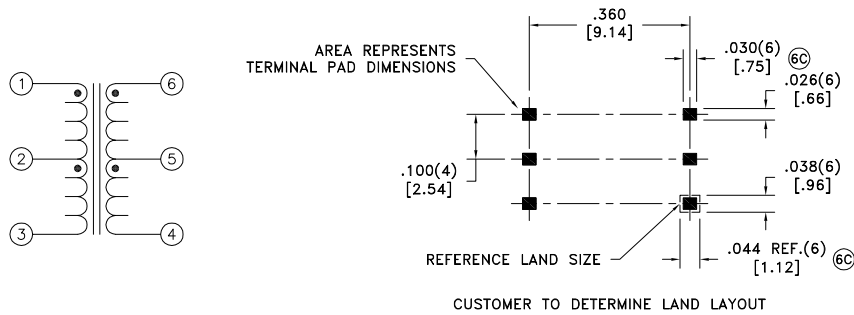 1
6
2
5
3
4
.360
[9.14]
AREA REPRESENTS
TERMINAL PAD DIMENSIONS
.030(6)
[.75]
6C
.026(6)
[.66]
.100(4)
[2.54]
.038(6)
[.96]
REFERENCE LAND SIZE
.044 REF.(6)
[1.12]
6C
CUSTOMER TO DETERMINE LAND LAYOUT